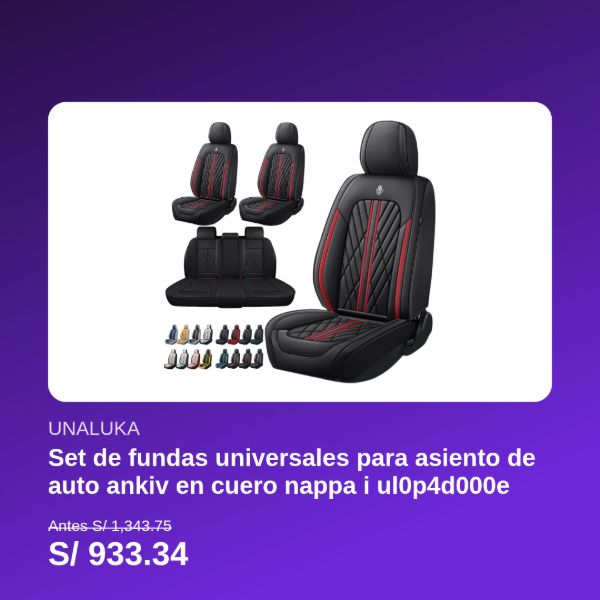 UNALUKA
Set de fundas universales para asiento de
auto ankiv en cuero nappa i ul0p4d000e
Antes S/ 1,343.75
S/ 933.34